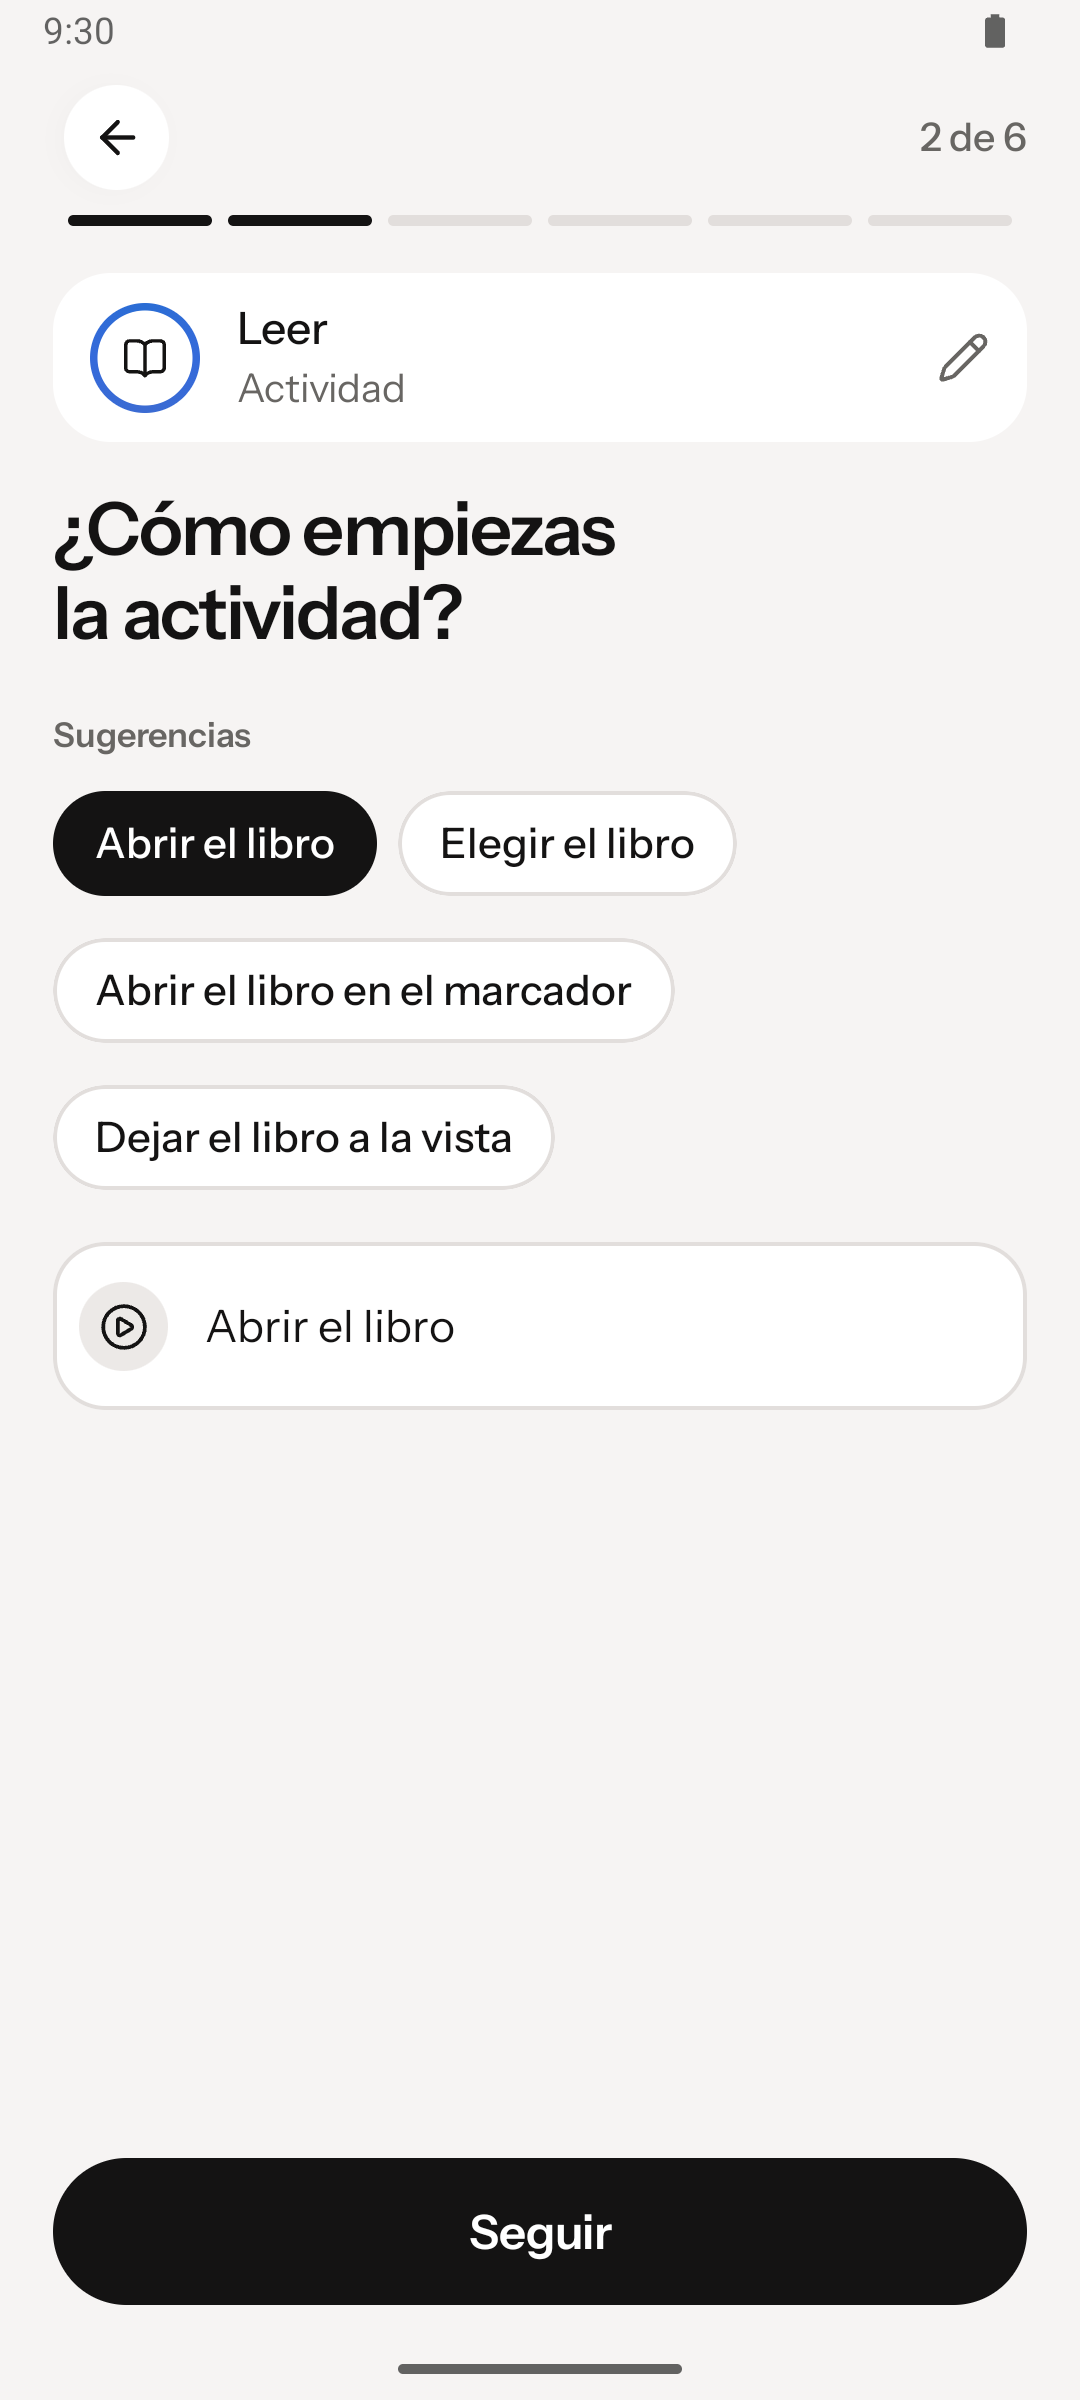 9:30
2 de 6
Leer
Actividad
¿Cómo empiezas
la actividad?
Sugerencias
Abrir el libro
Elegir el libro
Abrir el libro en el marcador
Dejar el libro a la vista
Abrir el libro
Seguir